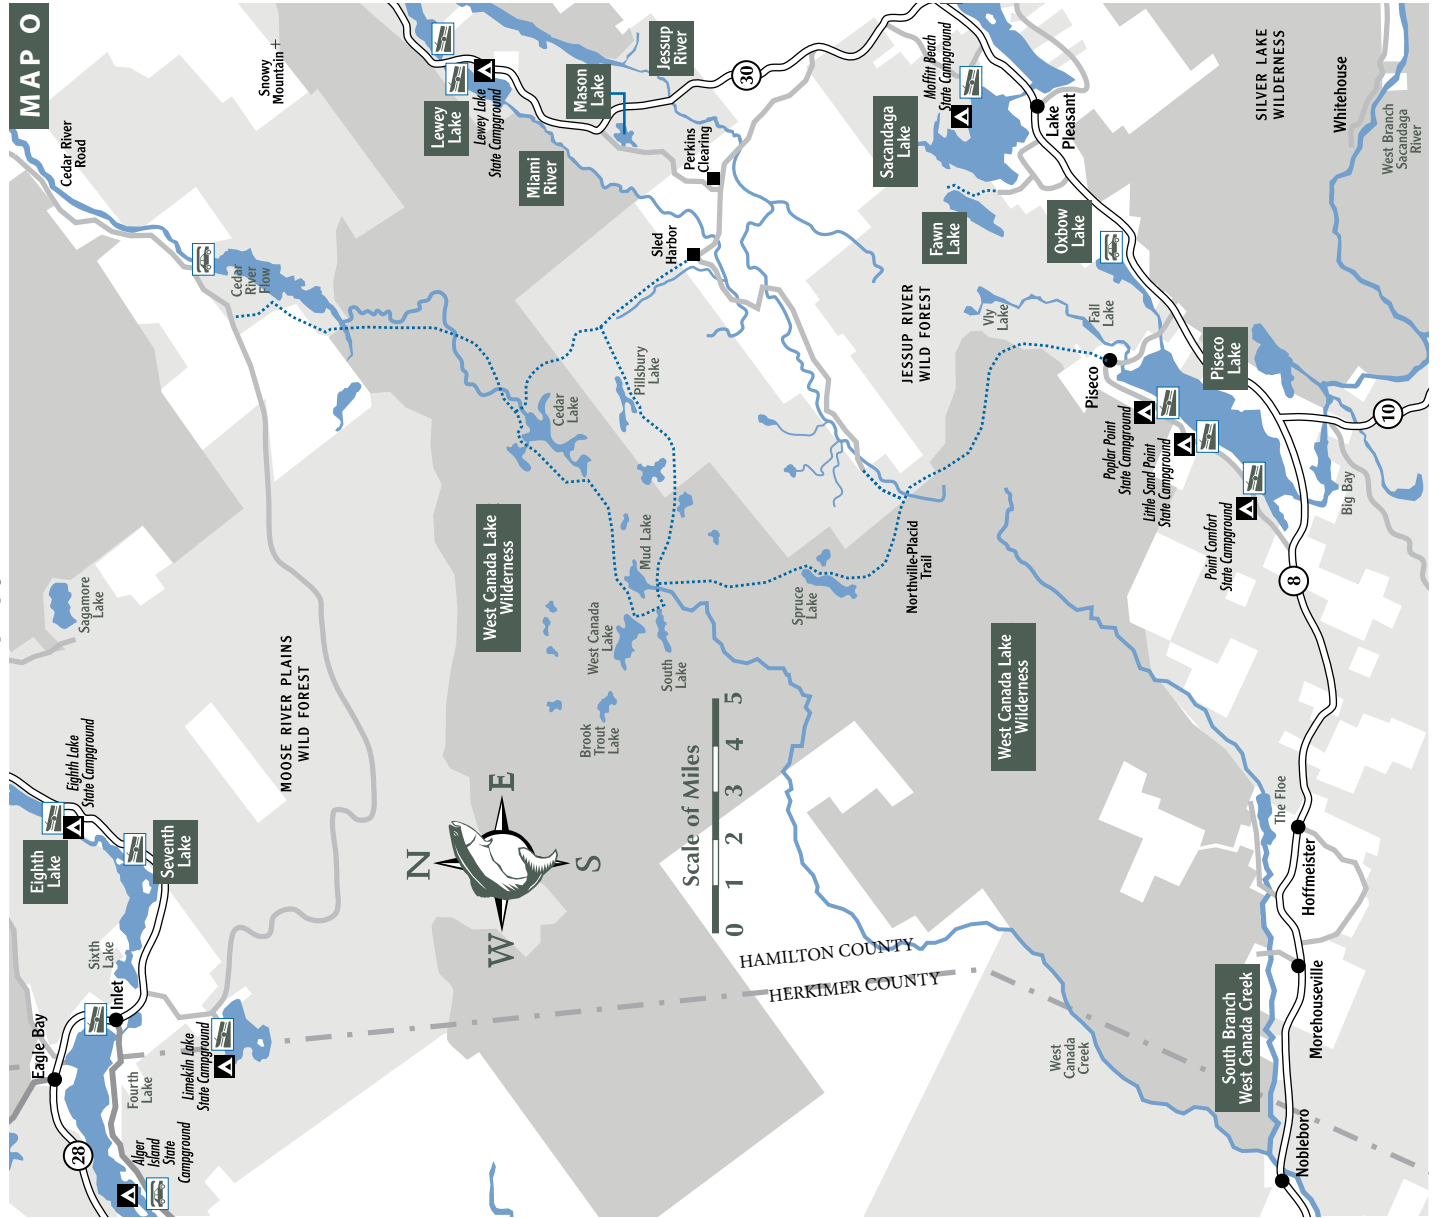 MAP O
Cedar River
Road
Snowy
Mountain
Lewey
Lake
Lewey Lake
State Campground
Mason
Lake
Jessup
River
30
Miami
River
Perkins
Clearing
Sled
Harbor
Sacandaga
Lake
Moffitt Beach
State Campground
Lake
Pleasant
SILVER LAKE
WILDERNESS
Whitehouse
West Branch
Sacandaga
River
Fawn
Lake
Oxbow
Lake
Cedar
River
Flow
JESSUP RIVER
WILD FOREST
Vly
Lake
Fall
Lake
Piseco
Piseco
Lake
10
Poplar Point
State Campground
Little Sand Point
State Campground
Point Comfort
State Campground
Big Bay
8
Pillsbury
Lake
Cedar
Lake
West Canada Lake
Wilderness
Mud Lake
West Canada
Lake
South
Lake
Brook
Trout
Lake
Spruce
Lake
Northville-Placid
Trail
West Canada Lake
Wilderness
Sagamore
Lake
MOOSE RIVER PLAINS
WILD FOREST
Eighth Lake
State Campground
Eighth
Lake
Seventh
Lake
Sixth
Lake
Inlet
Eagle Bay
Limekiln Lake
State Campground
Fourth
Lake
Alger
Island
State
Campground
28
N
E
S
W
Scale of Miles
0 1 2 3 4 5
HAMILTON COUNTY
HERKIMER COUNTY
West
Canada
Creek
The Floe
Hoffmeister
Morehouseville
South Branch
West Canada Creek
Nobleboro